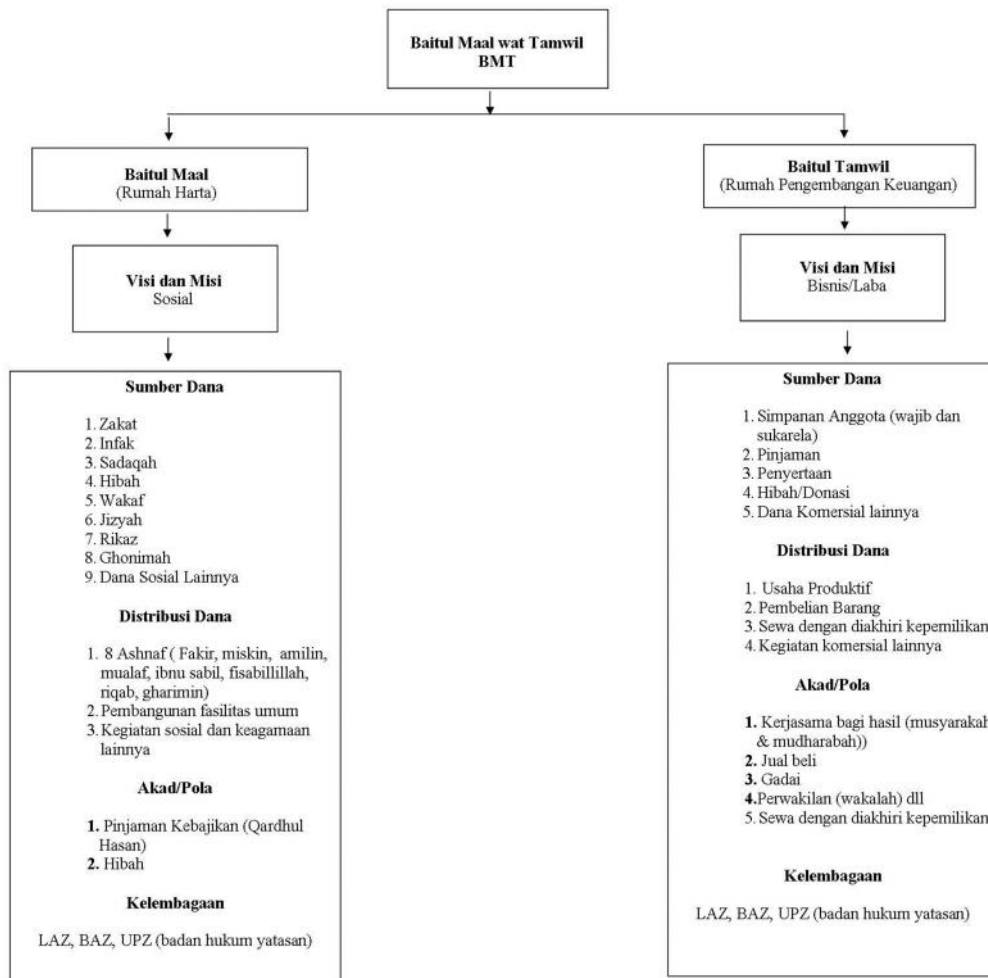 Baitul Maal wat Tamwil
BMT
Baitul Maal
(Rumah Harta)
Visi dan Misi
Sosial
Sumber Dana
1. Zakat
2. Infak
3. Sadaqah
4. Hibah
5. Wakaf
6. Jizyah
7. Rikaz
8. Ghonimah
9. Dana Sosial Lainnya
Distribusi Dana
1. 8 Ashnaf ( Fakir, miskin, amilin,
mualaf, ibnu sabil, fisabillillah,
riqab, gharimin)
2. Pembangunan fasilitas umum
3. Kegiatan sosial dan keagamaan
lainnya
Akad/Pola
1. Pinjaman Kebajikan (Qardhul
Hasan)
2. Hibah
Kelembagaan
LAZ, BAZ, UPZ (badan hukum yatasan)
Baitul Tamwil
(Rumah Pengembangan Keuangan)
Visi dan Misi
Bisnis/Laba
Sumber Dana
1. Simpanan Anggota (wajib dan
sukarela)
2. Pinjaman
3. Penyertaan
4. Hibah/Donasi
5. Dana Komersial lainnya
Distribusi Dana
1. Usaha Produktif
2. Pembelian Barang
3. Sewa dengan diakhiri kepemilikan
4. Kegiatan komersial lainnya
Akad/Pola
1. Kerjasama bagi hasil (musyarakah
& mudharabah))
2. Jual beli
3. Gadai
4.Perwakilan (wakalah) dll
5. Sewa dengan diakhiri kepemilikan
Kelembagaan
LAZ, BAZ, UPZ (badan hukum yatasan)